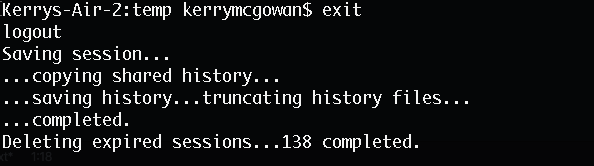 Kerrys-Air-2:temp kerrymcgowan$ exit
logout
Saving session...
...copying shared history...
...saving history...truncating history files...
...completed.
Deleting expired sessions...138 completed.